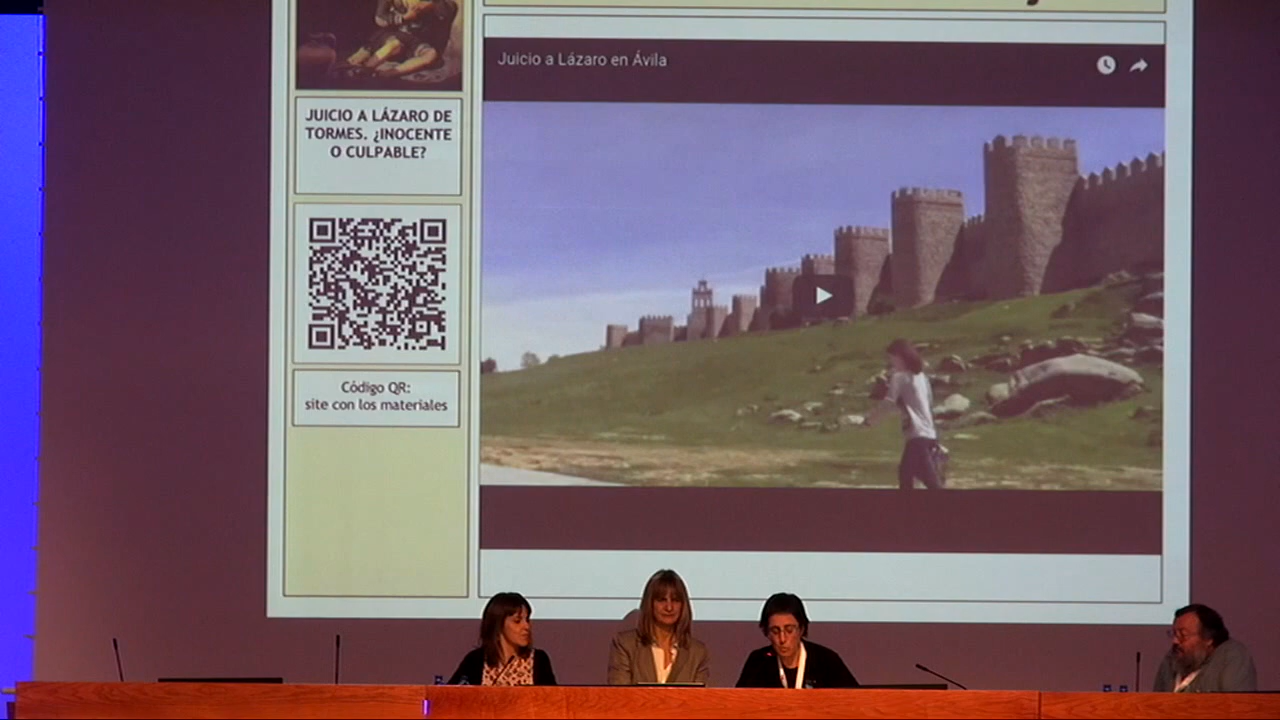 Juicio a Lázaro en Ávila
JUICIO A LÁZARO DE
TORMES. ¿INOCENTE
O CULPABLE?
Código QR:
site con los materiales